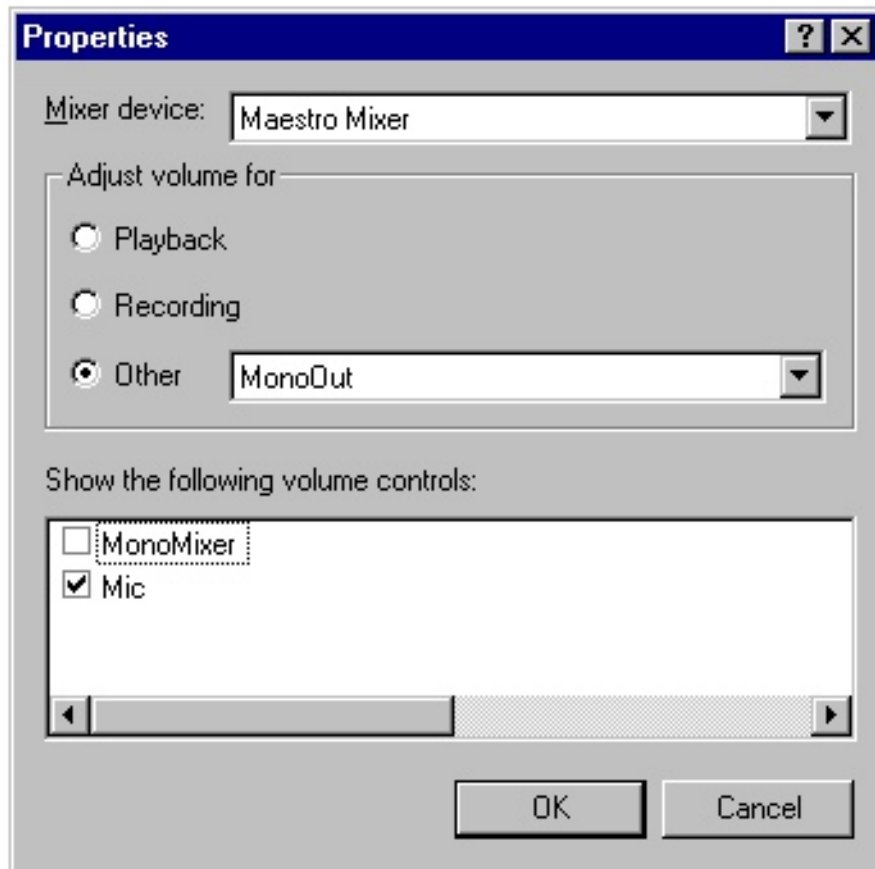 Properties
Mixer device: Maestro Mixer
Adjust volume for
Playback
Recording
Other MonoOut
Show the following volume controls:
MonoMixer
Mic
OK Cancel